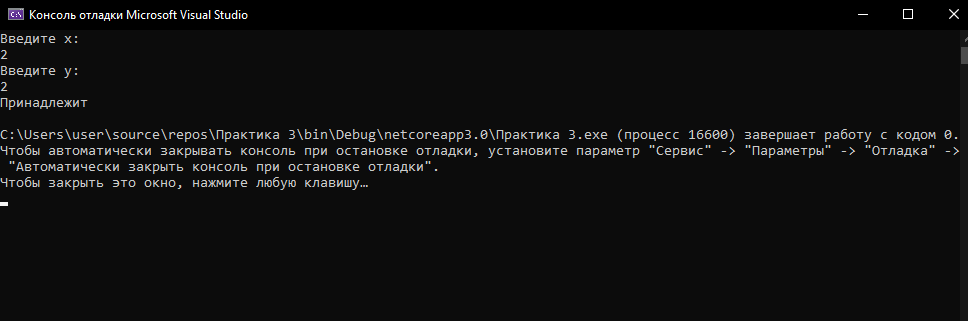 Консоль отладки Microsoft Visual Studio
Введите x:
2
Введите y:
2
Принадлежит
C:\Users\user\source\repos\Практика 3\bin\Debug\netcoreapp3.0\Практика 3.exe (процесс 16600) завершает работу с кодом 0.
Чтобы автоматически закрывать консоль при остановке отладки, установите параметр "Сервис" -> "Параметры" -> "Отладка" ->
"Автоматически закрыть консоль при остановке отладки".
Чтобы закрыть это окно, нажмите любую клавишу…